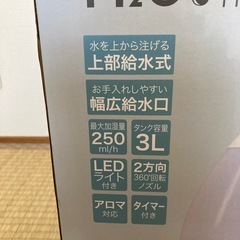 水を上から注げる
上部給水式
お手入れしやすい
幅広給水口
最大加湿量
250
ml/h
タンク容量
3L
LED
ライト
付き
2方向
360°回転
ノズル
アロマ
対応
タイマー
付き